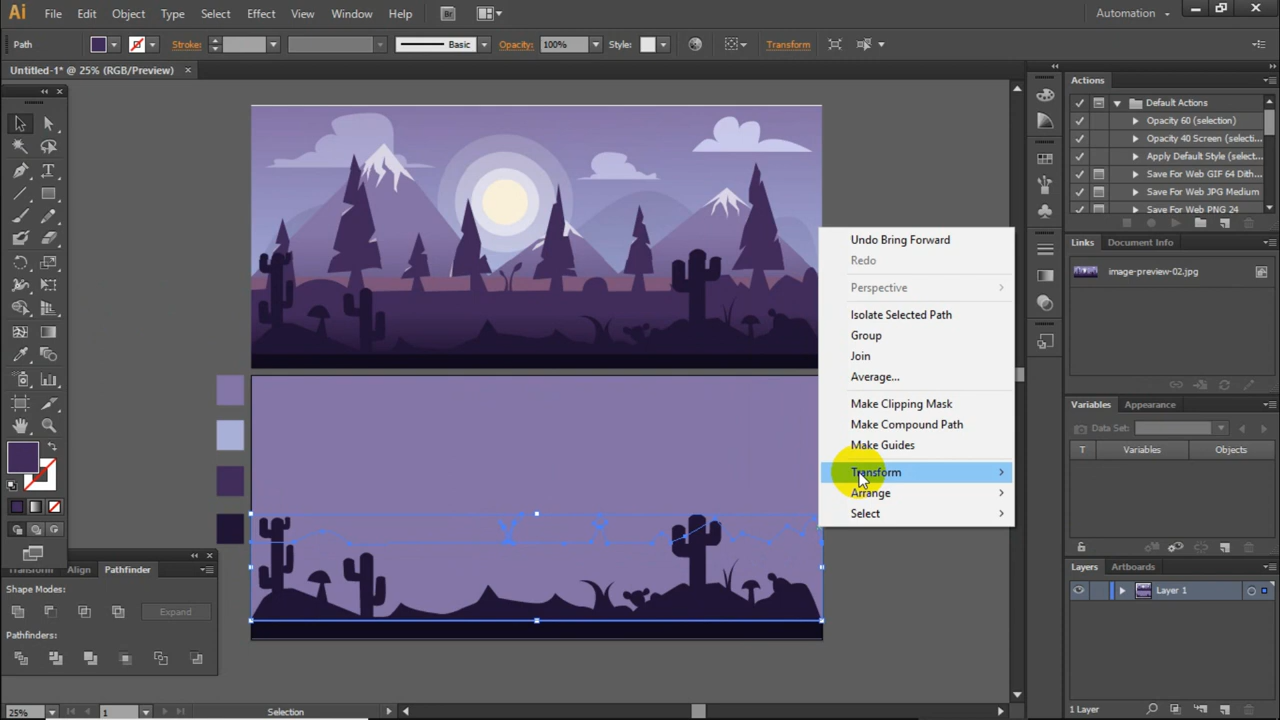 Ai File Edit Object Type Select Effect View Window Help Br Automation
Path Stroke: Basic Opacity: 100% Style: Transform
Untitled-1* @ 25% (RGB/Preview)
Actions
Default Actions
Opacity 60 (selection)
Opacity 40 Screen (selecti...
Apply Default Style (select...
Save For Web GIF 64 Dith...
Save For Web JPG Medium
Save For Web PNG 24
Links Document Info
image-preview-02.jpg
Undo Bring Forward
Redo
Perspective
Isolate Selected Path
Group
Join
Average...
Make Clipping Mask
Make Compound Path
Make Guides
Transform
Arrange
Select
Variables Appearance
Data Set:
T Variables Objects
Transform Align Pathfinder
Shape Modes:
Expand
Pathfinders:
Layers Artboards
Layer 1
1 Layer
25% 1 Selection